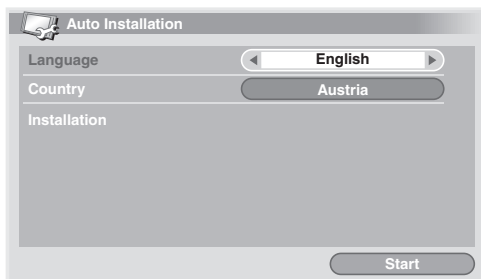 Auto Installation
Language English
Country Austria
Installation
Start